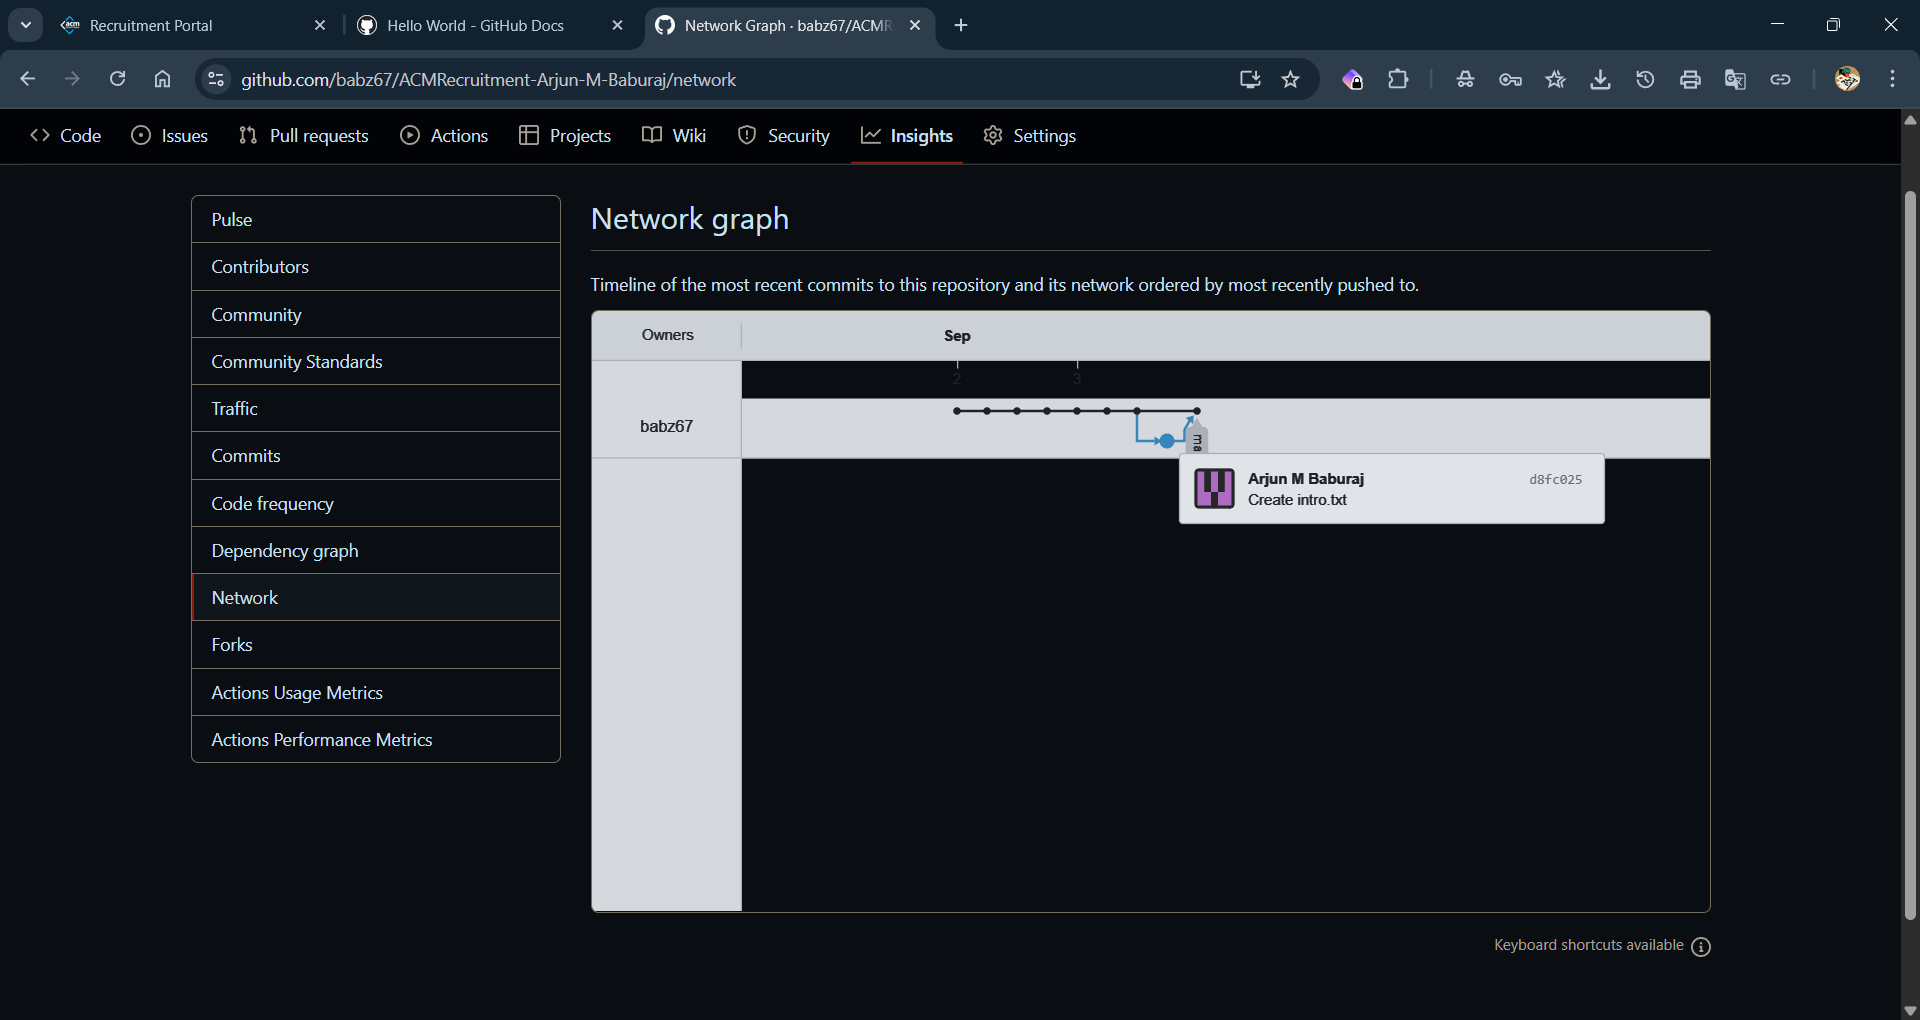 Recruitment Portal
Hello World - GitHub Docs
Network Graph · babz67/ACMR
github.com/babz67/ACMRecruitment-Arjun-M-Baburaj/network
Code
Issues
Pull requests
Actions
Projects
Wiki
Security
Insights
Settings
Pulse
Contributors
Community
Community Standards
Traffic
Commits
Code frequency
Dependency graph
Network
Forks
Actions Usage Metrics
Actions Performance Metrics
Network graph
Timeline of the most recent commits to this repository and its network ordered by most recently pushed to.
Owners
Sep
2
3
babz67
ma
Arjun M Baburaj
d8fc025
Create intro.txt
Keyboard shortcuts available